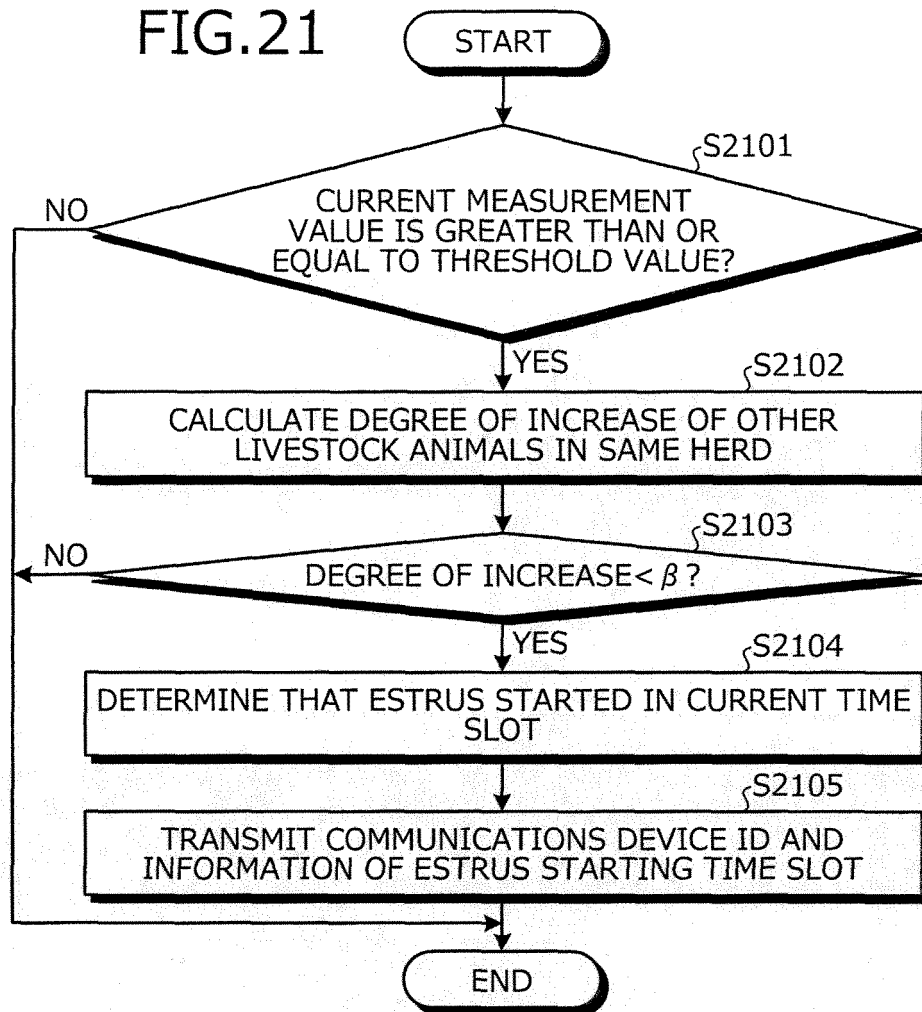 FIG.21
START
S2101
NO
CURRENT MEASUREMENT
VALUE IS GREATER THAN OR
EQUAL TO THRESHOLD VALUE?
YES
S2102
CALCULATE DEGREE OF INCREASE OF OTHER
LIVESTOCK ANIMALS IN SAME HERD
S2103
NO
DEGREE OF INCREASE< β ?
YES
S2104
DETERMINE THAT ESTRUS STARTED IN CURRENT TIME
SLOT
S2105
TRANSMIT COMMUNICATIONS DEVICE ID AND
INFORMATION OF ESTRUS STARTING TIME SLOT
END